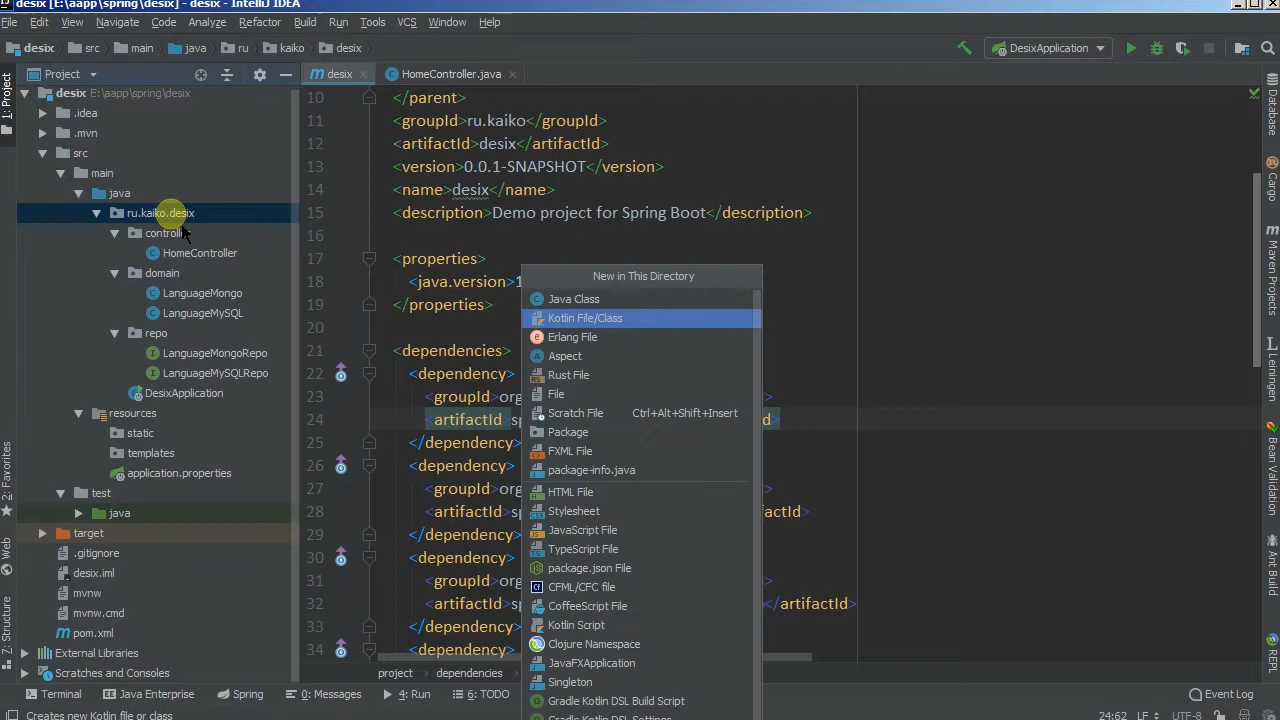 desix [E:\aapp\spring\desix] - desix - IntelliJ IDEA
File Edit View Navigate Code Analyze Refactor Build Run Tools VCS Window Help
desix src main java ru kaiko desix DesixApplication
Project desix HomeController.java
desix E:\aapp\spring\desix
.idea
.mvn
src
main
java
ru.kaiko.desix
controlle
HomeController
domain
LanguageMongo
LanguageMySQL
repo
LanguageMongoRepo
LanguageMySQLRepo
DesixApplication
resources
static
templates
application.properties
test
java
target
.gitignore
desix.iml
mvnw
mvnw.cmd
pom.xml
External Libraries
Scratches and Consoles
1: Project
2: Favorites
Web
7: Structure
10 </parent>
11 <groupId>ru.kaiko</groupId>
12 <artifactId>desix</artifactId>
13 <version>0.0.1-SNAPSHOT</version>
14 <name>desix</name>
15 <description>Demo project for Spring Boot</description>
16
17 <properties>
18 <java.version>1
19 </properties>
20
21 <dependencies>
22 <dependency>
23 <groupId>org >
24 <artifactId>s d>
25 </dependency>
26 <dependency>
27 <groupId>org >
28 <artifactId>s factId>
29 </dependency>
30 <dependency>
31 <groupId>org >
32 <artifactId>s </artifactId>
33 </dependency>
34 <dependency>
project dependencies
New in This Directory
Java Class
Kotlin File/Class
Erlang File
Aspect
Rust File
File
Scratch File Ctrl+Alt+Shift+Insert
Package
FXML File
package-info.java
HTML File
Stylesheet
JavaScript File
TypeScript File
package.json File
CFML/CFC file
CoffeeScript File
Kotlin Script
Clojure Namespace
JavaFXApplication
Singleton
Gradle Kotlin DSL Build Script
Gradle Kotlin DSL Settings
Database
Cargo
Maven Projects
Leiningen
Bean Validation
Ant Build
REPL
Terminal Java Enterprise Spring 0: Messages 4: Run 6: TODO Event Log
Creates new Kotlin file or class 24:62 LF UTF-8